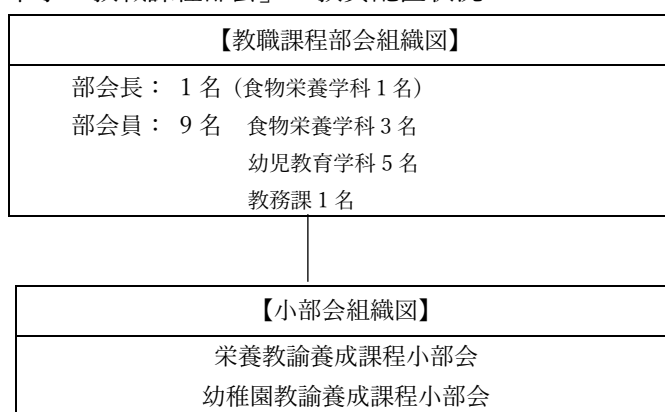 【教職課程部会組織図】
部会長： 1名（食物栄養学科1名）
部会員： 9名 食物栄養学科3名
幼児教育学科5名
教務課1名
【小部会組織図】
栄養教諭養成課程小部会
幼稚園教諭養成課程小部会